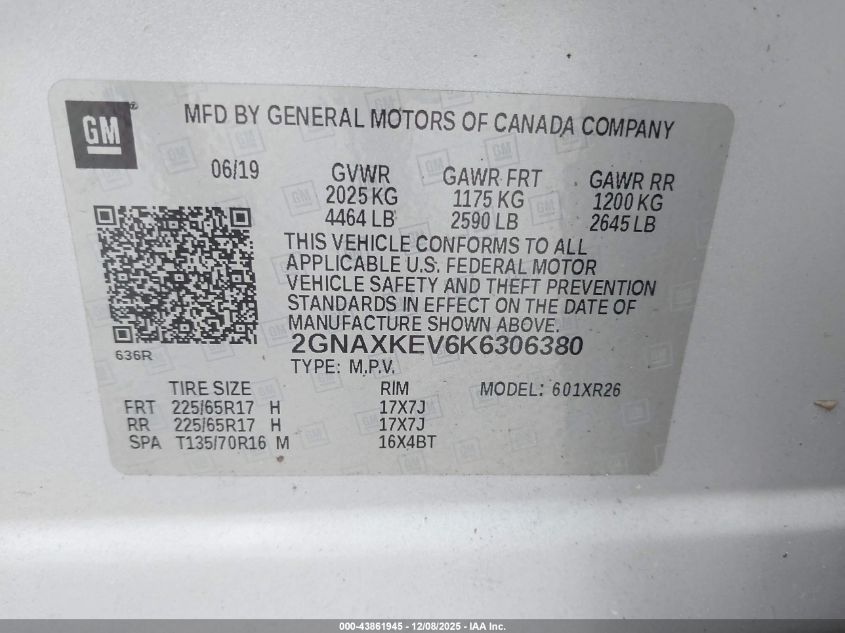 GM
MFD BY GENERAL MOTORS OF CANADA COMPANY
06/19 GVWR GAWR FRT GAWR RR
2025 KG 1175 KG 1200 KG
4464 LB 2590 LB 2645 LB
THIS VEHICLE CONFORMS TO ALL
APPLICABLE U.S. FEDERAL MOTOR
VEHICLE SAFETY AND THEFT PREVENTION
STANDARDS IN EFFECT ON THE DATE OF
MANUFACTURE SHOWN ABOVE.
636R
2GNAXKEV6K6306380
TYPE: M.P.V.
TIRE SIZE RIM MODEL: 601XR26
FRT 225/65R17 H 17X7J
RR 225/65R17 H 17X7J
SPA T135/70R16 M 16X4BT
000-43861945 - 12/08/2025 - IAA Inc.